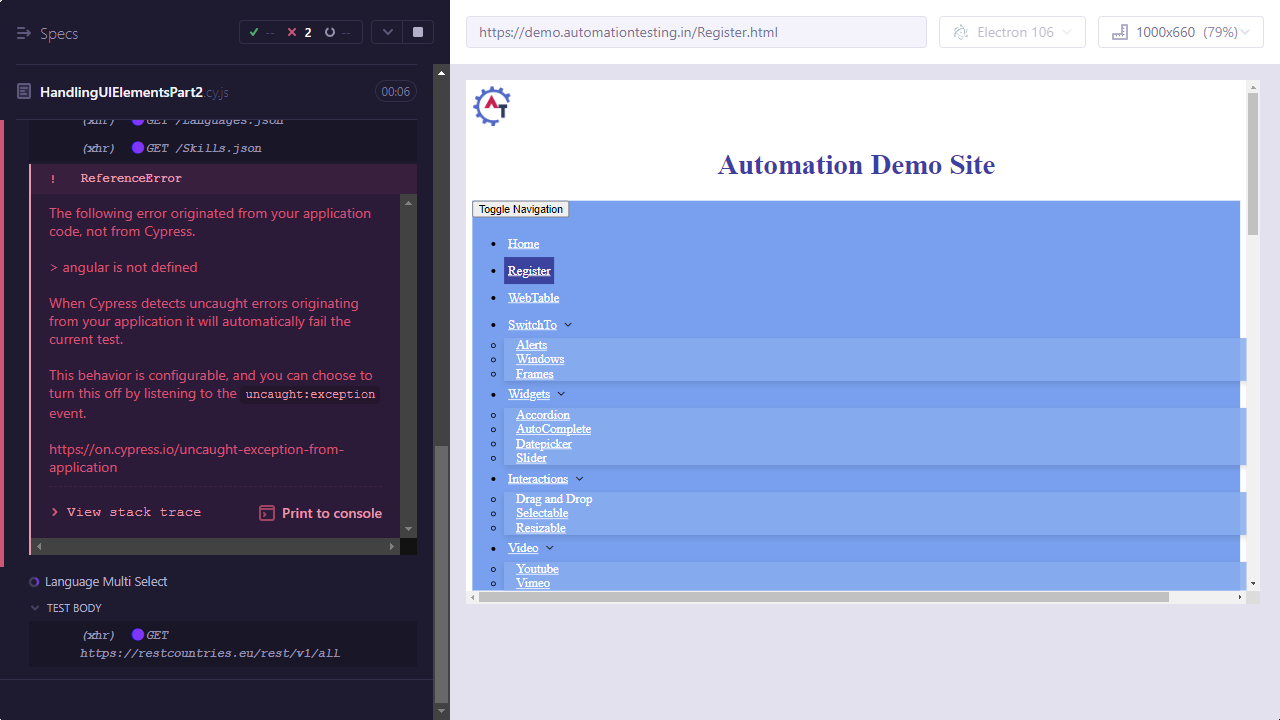 Specs
-- 2 --
HandlingUIElementsPart2.cy.js
00:06
(xhr) GET /Languages.json
(xhr) GET /Skills.json
! ReferenceError
The following error originated from your application
code, not from Cypress.
> angular is not defined
When Cypress detects uncaught errors originating
from your application it will automatically fail the
current test.
This behavior is configurable, and you can choose to
turn this off by listening to the uncaught:exception
event.
https://on.cypress.io/uncaught-exception-from-
application
> View stack trace
Print to console
Language Multi Select
TEST BODY
(xhr) GET
https://restcountries.eu/rest/v1/all
https://demo.automationtesting.in/Register.html
Electron 106
1000x660 (79%)
AT
Automation Demo Site
Toggle Navigation
Home
Register
WebTable
SwitchTo
Alerts
Windows
Frames
Widgets
Accordion
AutoComplete
Datepicker
Slider
Interactions
Drag and Drop
Selectable
Resizable
Video
Youtube
Vimeo